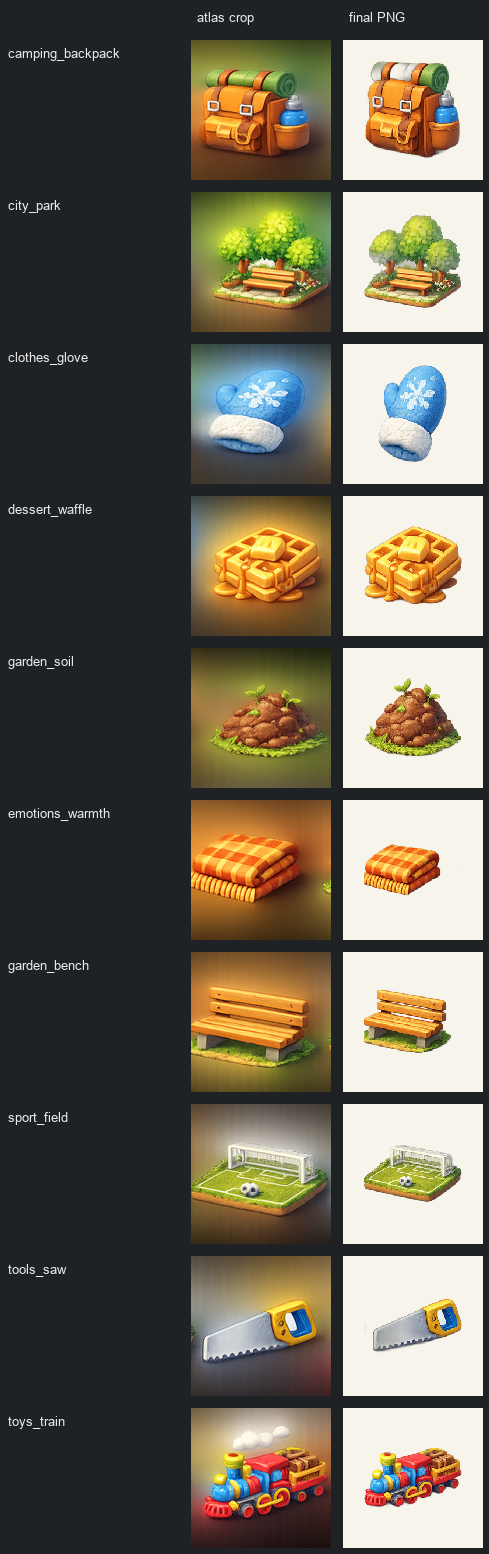 atlas crop final PNG
camping_backpack
city_park
clothes_glove
dessert_waffle
garden_soil
emotions_warmth
garden_bench
sport_field
tools_saw
toys_train